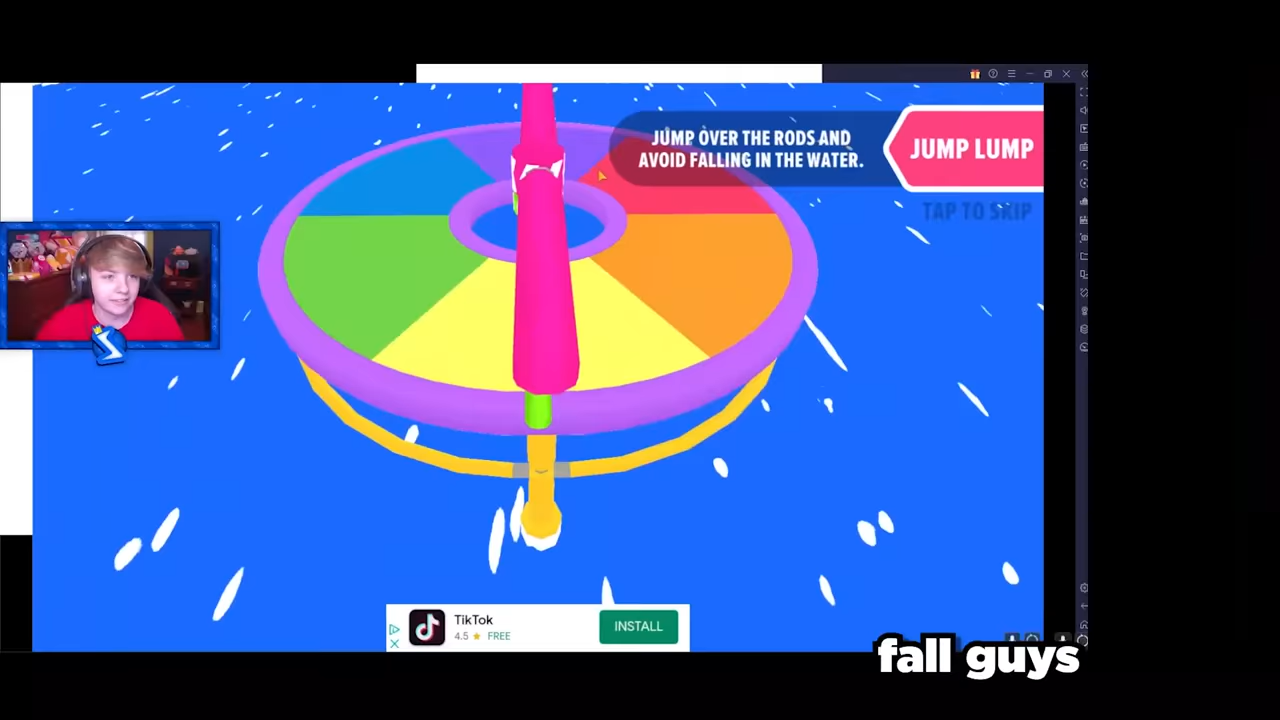 JUMP OVER THE RODS AND
AVOID FALLING IN THE WATER.
JUMP LUMP
TAP TO SKIP
TikTok
4.5 ★ FREE
INSTALL
fall guys